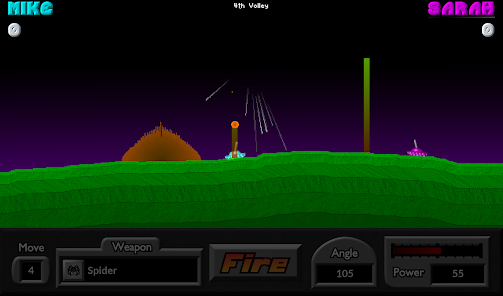 MIKE
4th Volley
SARAH
0
0
Move
4
Weapon
Spider
Fire
Angle
105
Power
55